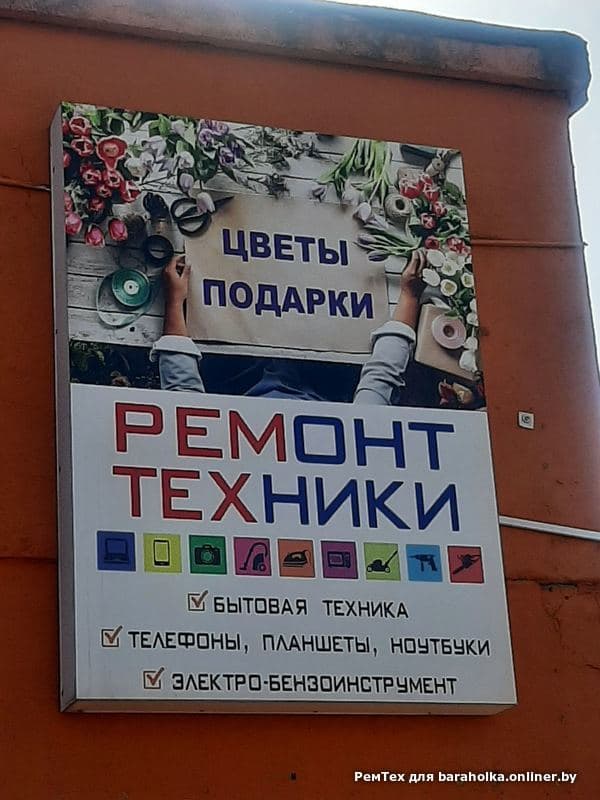 ЦВЕТЫ
ПОДАРКИ
РЕМОНТ
ТЕХНИКИ
БЫТОВАЯ ТЕХНИКА
ТЕЛЕФОНЫ, ПЛАНШЕТЫ, НОУТБУКИ
ЭЛЕКТРО-БЕНЗОИНСТРУМЕНТ
РемТех для baraholka.onliner.by